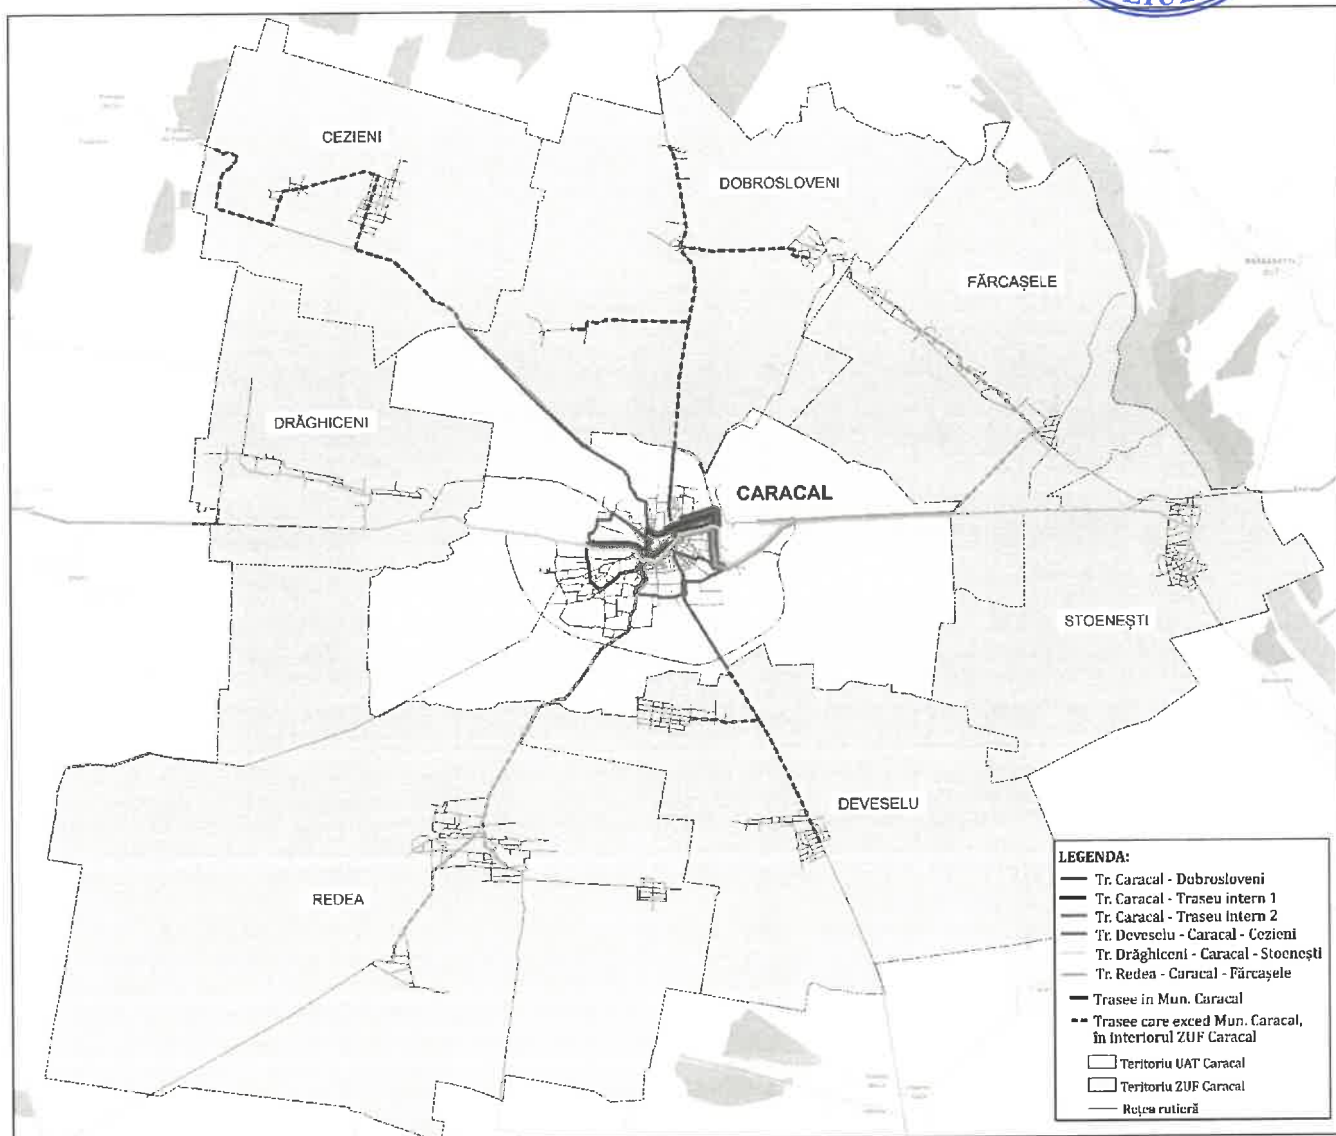 CEZIENI
DOBROSLOVENI
FĂRCAȘELE
DRĂGHICENI
CARACAL
STOENEȘTI
DEVESELU
REDEA
LEGENDA:
Tr. Caracal - Dobrosloveni
Tr. Caracal - Traseu intern 1
Tr. Caracal - Traseu intern 2
Tr. Deveselu - Caracal - Cezieni
Tr. Drăghiceni - Caracal - Stoenești
Tr. Redea - Caracal - Fărcașele
Trasee in Mun. Caracal
Trasee care exced Mun. Caracal,
în interiorul ZUF Caracal
Teritoriu UAT Caracal
Teritoriu ZUF Caracal
Rețea rutieră